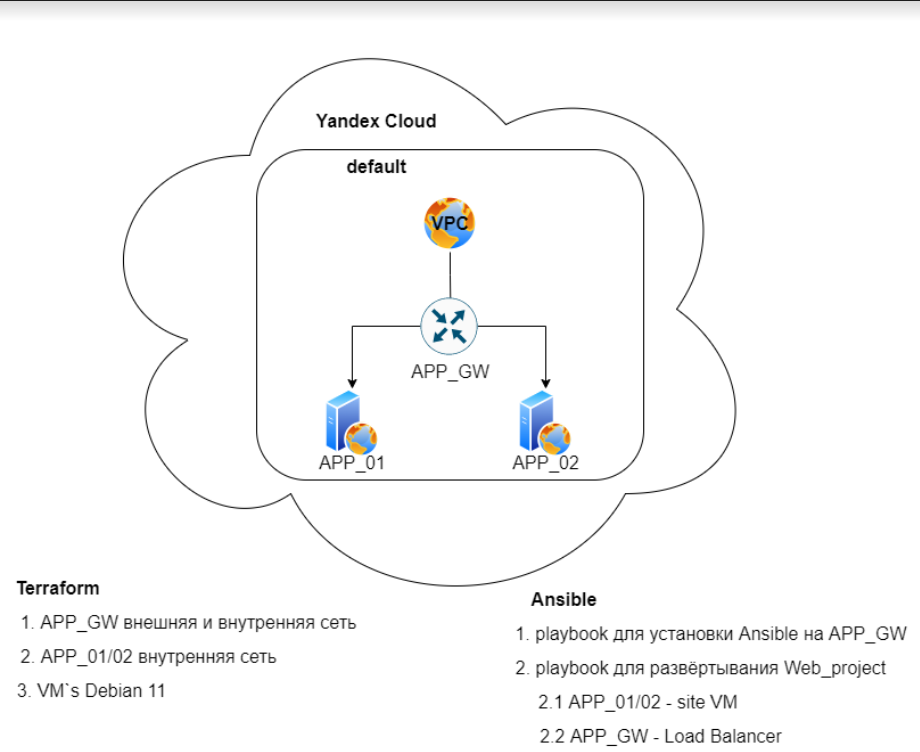 Yandex Cloud
default
VPC
APP_GW
APP_01
APP_02
Terraform
1. APP_GW внешняя и внутренняя сеть
2. APP_01/02 внутренняя сеть
3. VM`s Debian 11
Ansible
1. playbook для установки Ansible на APP_GW
2. playbook для развёртывания Web_project
2.1 APP_01/02 - site VM
2.2 APP_GW - Load Balancer